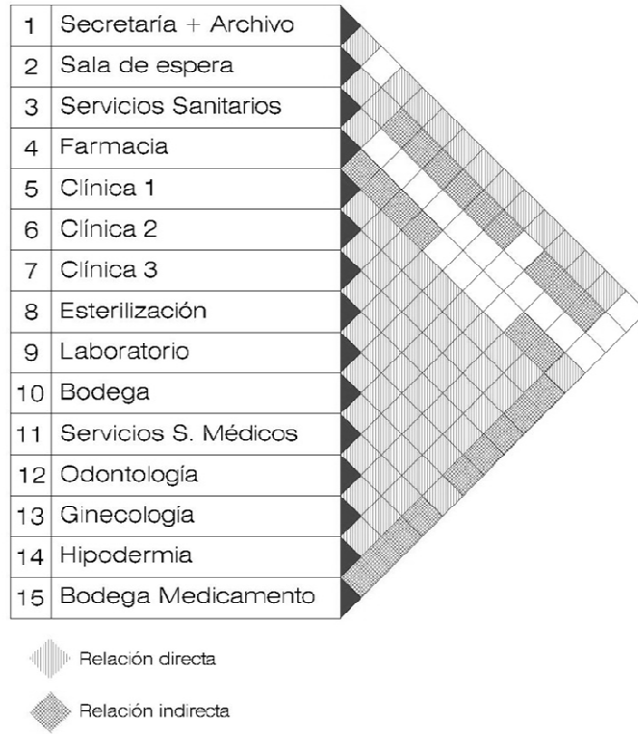 1 Secretaría + Archivo
2 Sala de espera
3 Servicios Sanitarios
4 Farmacia
5 Clínica 1
6 Clínica 2
7 Clínica 3
8 Esterilización
9 Laboratorio
10 Bodega
11 Servicios S. Médicos
12 Odontología
13 Ginecología
14 Hipodermia
15 Bodega Medicamento
Relación directa
Relación indirecta